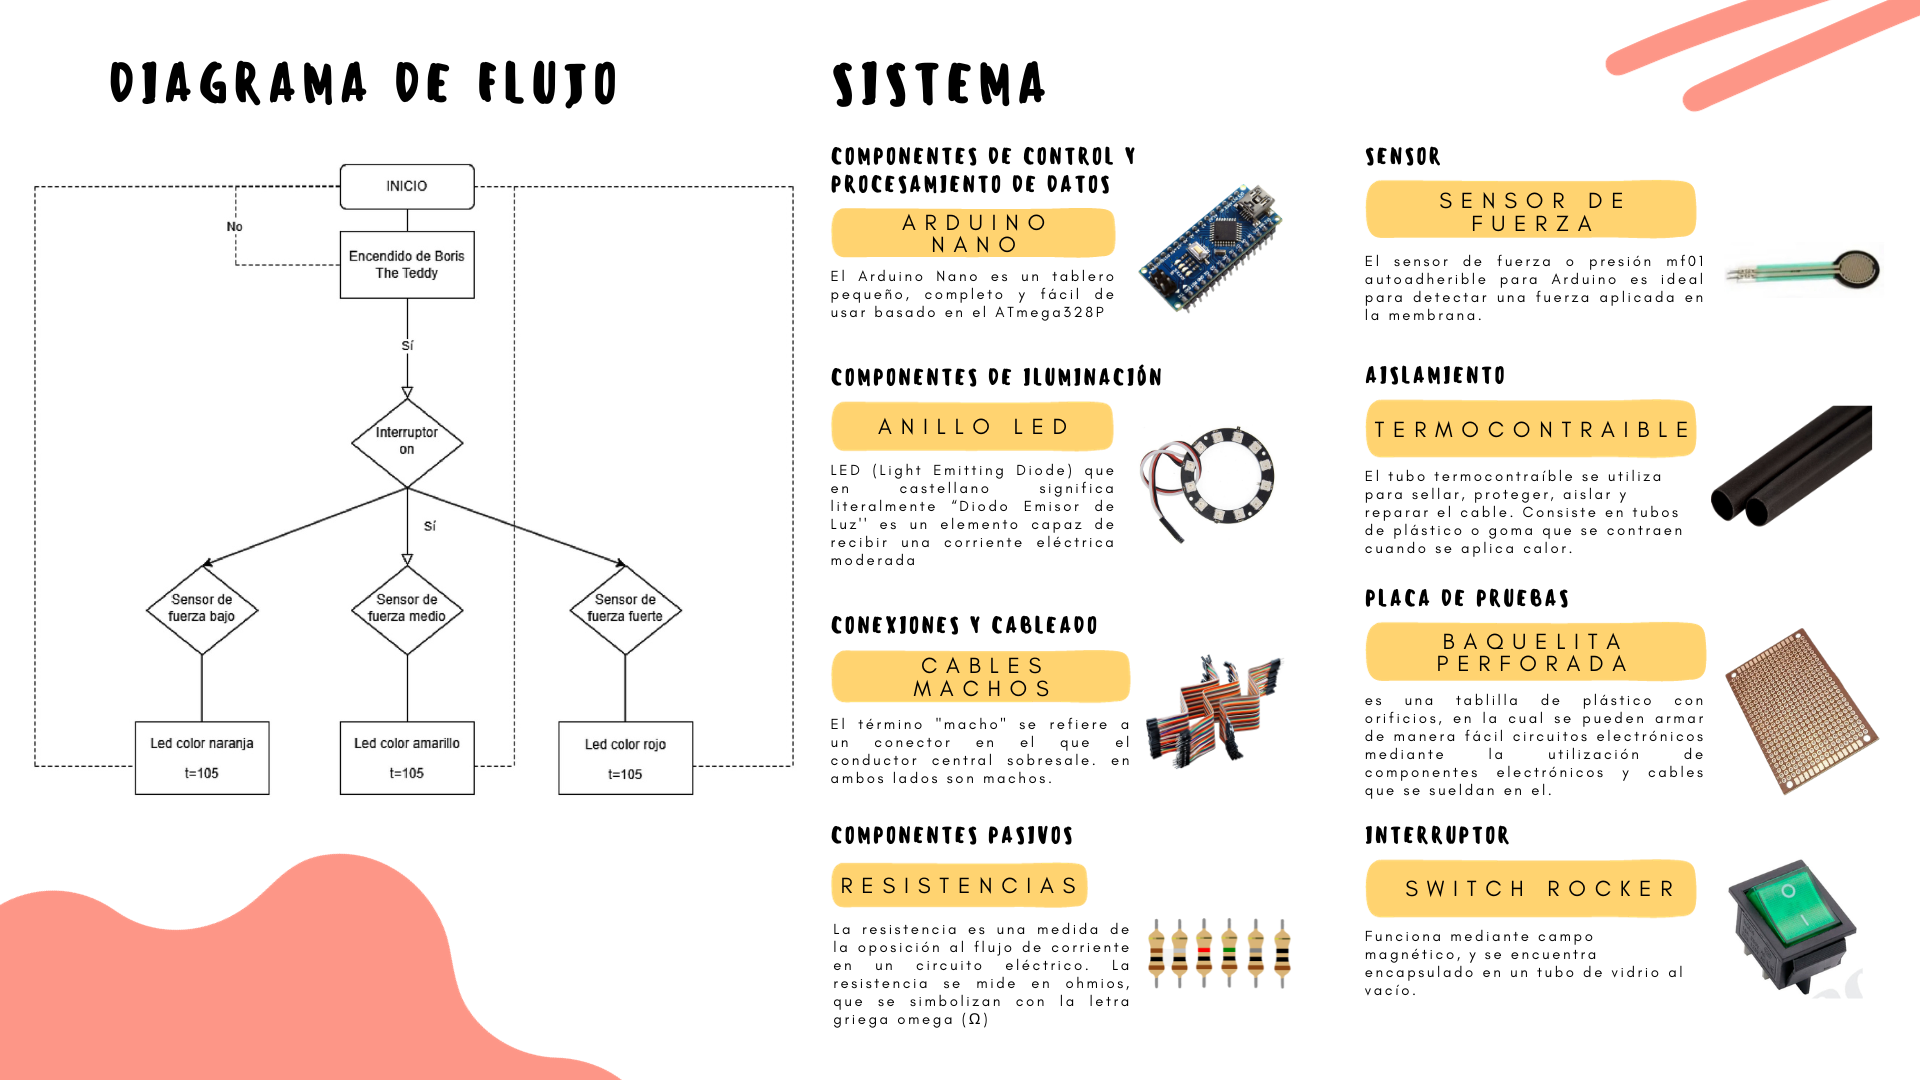 DIAGRAMA DE FLUJO
INICIO
No
Encendido de Boris
The Teddy
Sí
Interruptor
on
Sí
Sensor de
fuerza bajo
Sensor de
fuerza medio
Sensor de
fuerza fuerte
Led color naranja
t=105
Led color amarillo
t=105
Led color rojo
t=105
SISTEMA
COMPONENTES DE CONTROL Y
PROCESAMIENTO DE DATOS
ARDUINO
NANO
El Arduino Nano es un tablero
pequeño, completo y fácil de
usar basado en el ATmega328P
COMPONENTES DE ILUMINACIÓN
ANILLO LED
LED (Light Emitting Diode) que
en castellano significa
literalmente “Diodo Emisor de
Luz'' es un elemento capaz de
recibir una corriente eléctrica
moderada
CONEXIONES Y CABLEADO
CABLES
MACHOS
El término "macho" se refiere a
un conector en el que el
conductor central sobresale. en
ambos lados son machos.
COMPONENTES PASIVOS
RESISTENCIAS
La resistencia es una medida de
la oposición al flujo de corriente
en un circuito eléctrico. La
resistencia se mide en ohmios,
que se simbolizan con la letra
griega omega (Ω)
SENSOR
SENSOR DE
FUERZA
El sensor de fuerza o presión mf01
autoadherible para Arduino es ideal
para detectar una fuerza aplicada en
la membrana.
AISLAMIENTO
TERMOCONTRAIBLE
El tubo termocontraíble se utiliza
para sellar, proteger, aislar y
reparar el cable. Consiste en tubos
de plástico o goma que se contraen
cuando se aplica calor.
PLACA DE PRUEBAS
BAQUELITA
PERFORADA
es una tablilla de plástico con
orificios, en la cual se pueden armar
de manera fácil circuitos electrónicos
mediante la utilización de
componentes electrónicos y cables
que se sueldan en el.
INTERRUPTOR
SWITCH ROCKER
Funciona mediante campo
magnético, y se encuentra
encapsulado en un tubo de vidrio al
vacío.